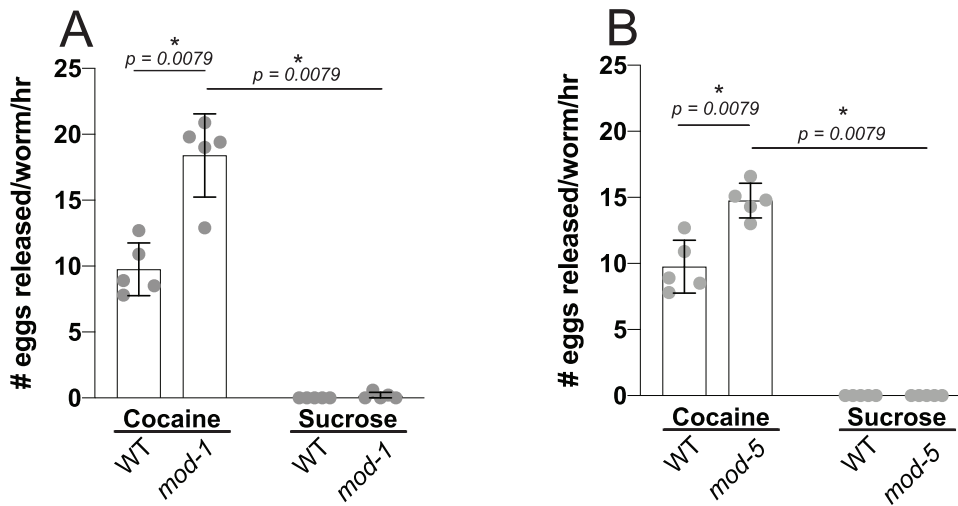 A
*
p = 0.0079
*
p = 0.0079
# eggs released/worm/hr
25
20
15
10
5
0
Cocaine
Sucrose
WT
mod-1
WT
mod-1
B
*
p = 0.0079
*
p = 0.0079
# eggs released/worm/hr
25
20
15
10
5
0
Cocaine
Sucrose
WT
mod-5
WT
mod-5